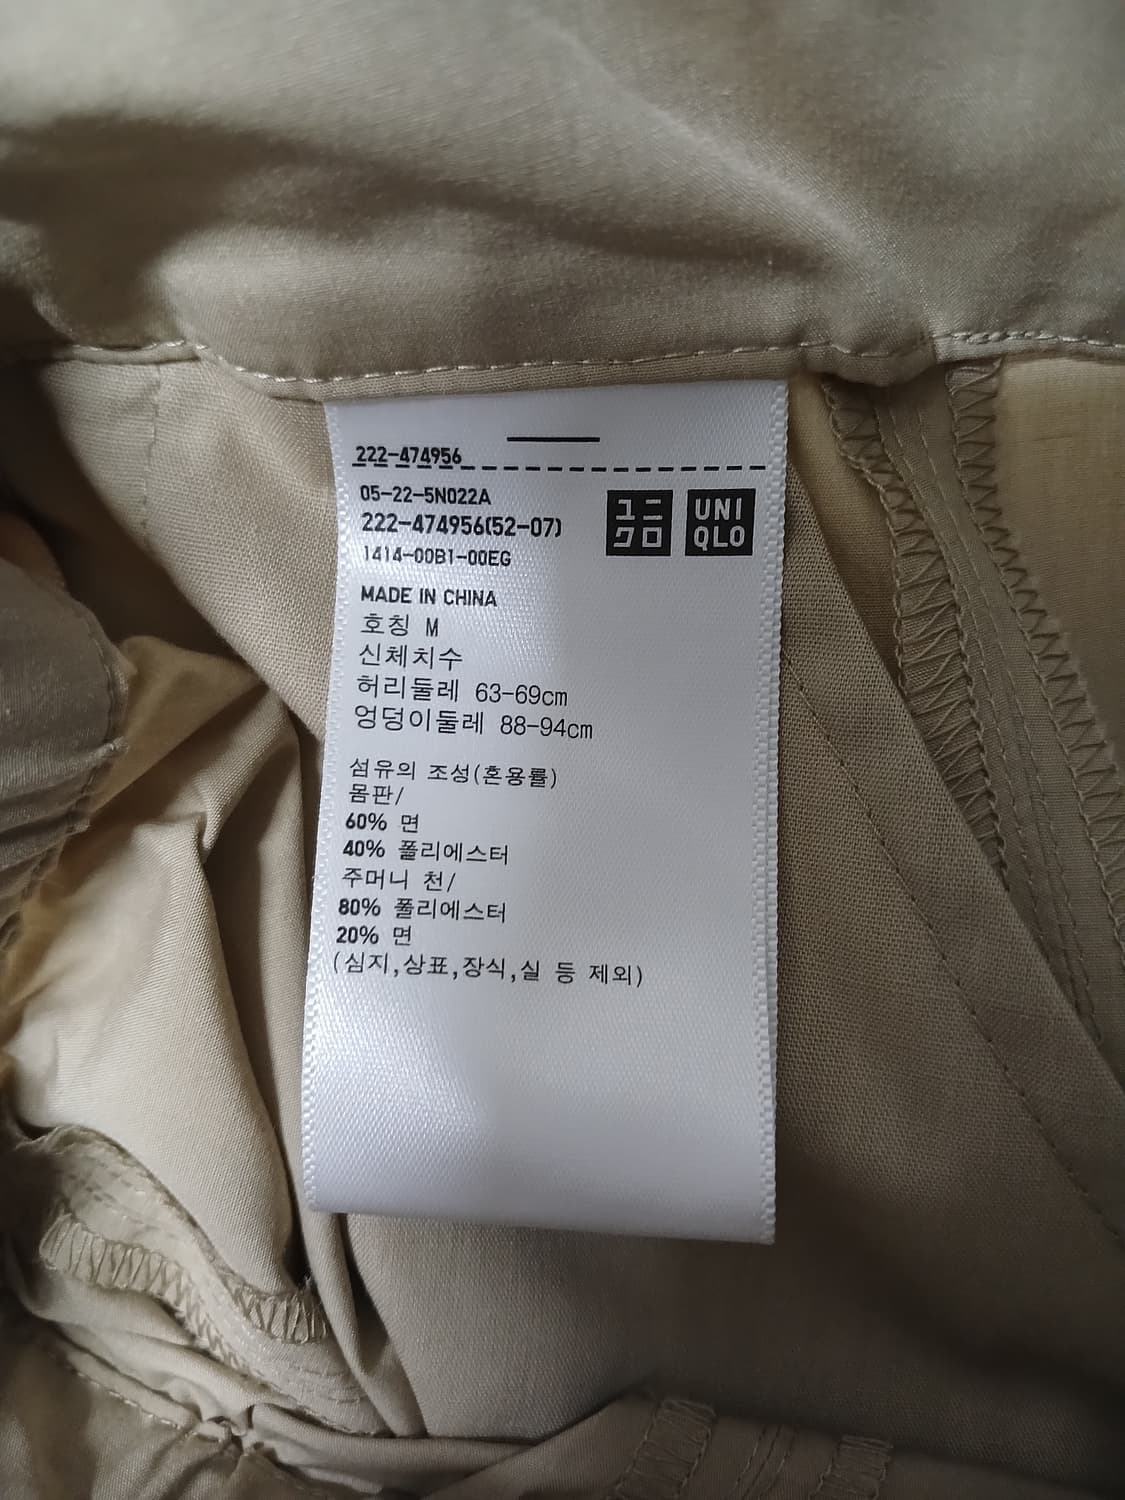 222-474956
05-22-5N022A
222-474956(52-07)
1414-00B1-00EG
ユニ
クロ
UNI
QLO
MADE IN CHINA
호칭 M
신체치수
허리둘레 63-69cm
엉덩이둘레 88-94cm
섬유의 조성(혼용률)
몸판/
60% 면
40% 폴리에스터
주머니 천/
80% 폴리에스터
20% 면
(심지,상표,장식,실 등 제외)